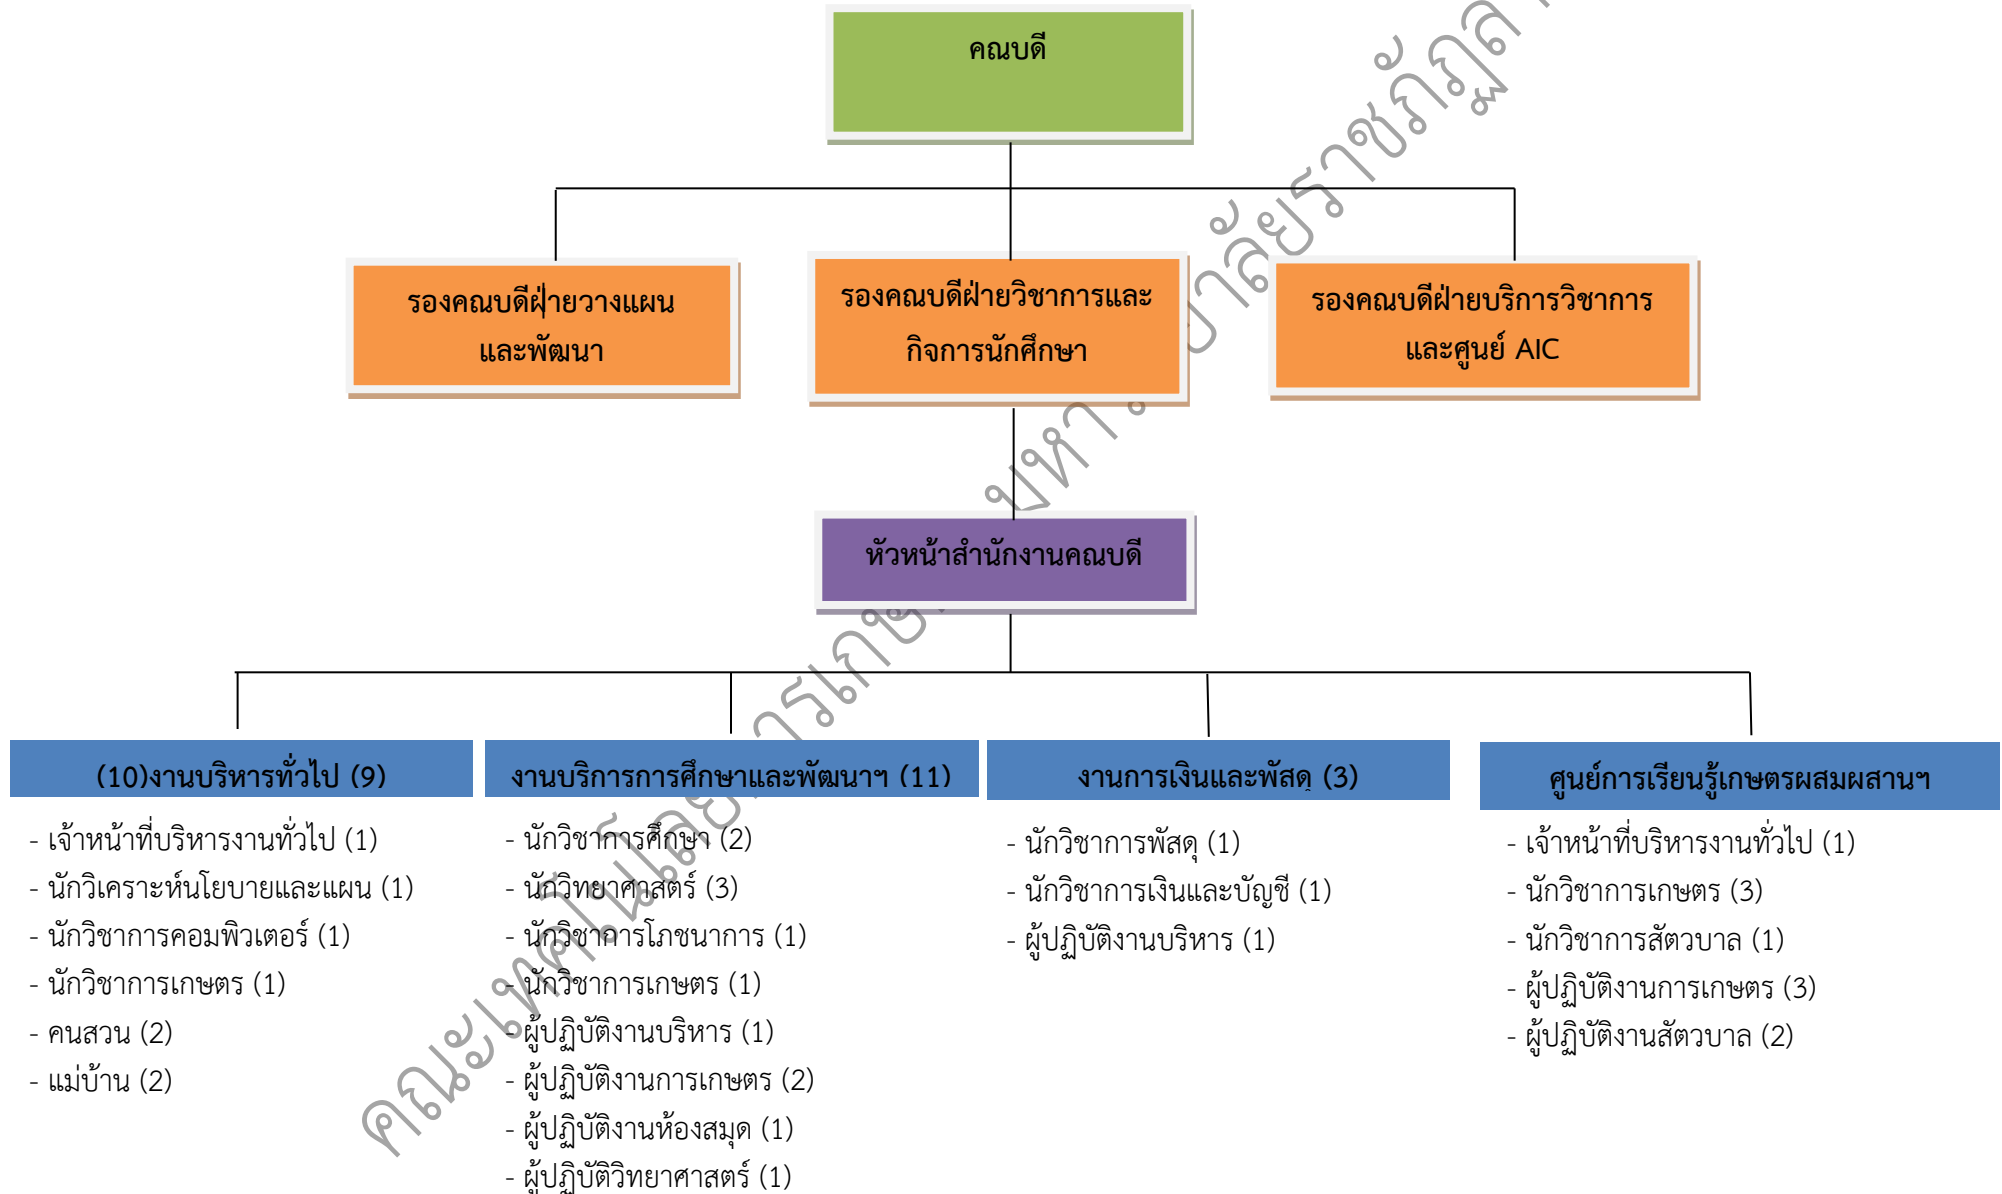 คณบดี
รองคณบดีฝ่ายวางแผน
และพัฒนา
รองคณบดีฝ่ายวิชาการและ
กิจการนักศึกษา
รองคณบดีฝ่ายบริการวิชาการ
และศูนย์ AIC
หัวหน้าสำนักงานคณบดี
(10)งานบริหารทั่วไป (9)
- เจ้าหน้าที่บริหารงานทั่วไป (1)
- นักวิเคราะห์นโยบายและแผน (1)
- นักวิชาการคอมพิวเตอร์ (1)
- นักวิชาการเกษตร (1)
- คนสวน (2)
- แม่บ้าน (2)
งานบริการการศึกษาและพัฒนาฯ (11)
- นักวิชาการศึกษา (2)
- นักวิทยาศาสตร์ (3)
- นักวิชาการโภชนาการ (1)
- นักวิชาการเกษตร (1)
- ผู้ปฏิบัติงานบริหาร (1)
- ผู้ปฏิบัติงานการเกษตร (2)
- ผู้ปฏิบัติงานห้องสมุด (1)
- ผู้ปฏิบัติวิทยาศาสตร์ (1)
งานการเงินและพัสดุ (3)
- นักวิชาการพัสดุ (1)
- นักวิชาการเงินและบัญชี (1)
- ผู้ปฏิบัติงานบริหาร (1)
ศูนย์การเรียนรู้เกษตรผสมผสานฯ
- เจ้าหน้าที่บริหารงานทั่วไป (1)
- นักวิชาการเกษตร (3)
- นักวิชาการสัตวบาล (1)
- ผู้ปฏิบัติงานการเกษตร (3)
- ผู้ปฏิบัติงานสัตวบาล (2)